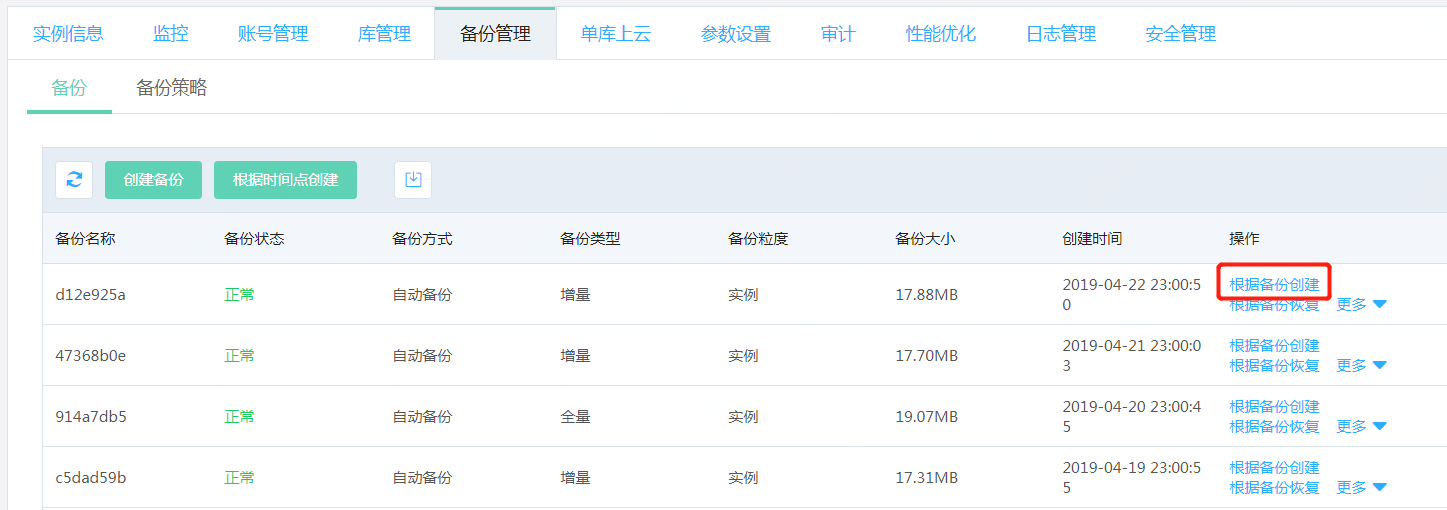 实例信息 监控 账号管理 库管理 备份管理 单库上云 参数设置 审计 性能优化 日志管理 安全管理
备份 备份策略
创建备份 根据时间点创建
备份名称 备份状态 备份方式 备份类型 备份粒度 备份大小 创建时间 操作
d12e925a 正常 自动备份 增量 实例 17.88MB 2019-04-22 23:00:5 根据备份创建
0 根据备份恢复 更多
47368b0e 正常 自动备份 增量 实例 17.70MB 2019-04-21 23:00:0 根据备份创建
3 根据备份恢复 更多
914a7db5 正常 自动备份 全量 实例 19.07MB 2019-04-20 23:00:4 根据备份创建
5 根据备份恢复 更多
c5dad59b 正常 自动备份 增量 实例 17.31MB 2019-04-19 23:00:5 根据备份创建
5 根据备份恢复 更多